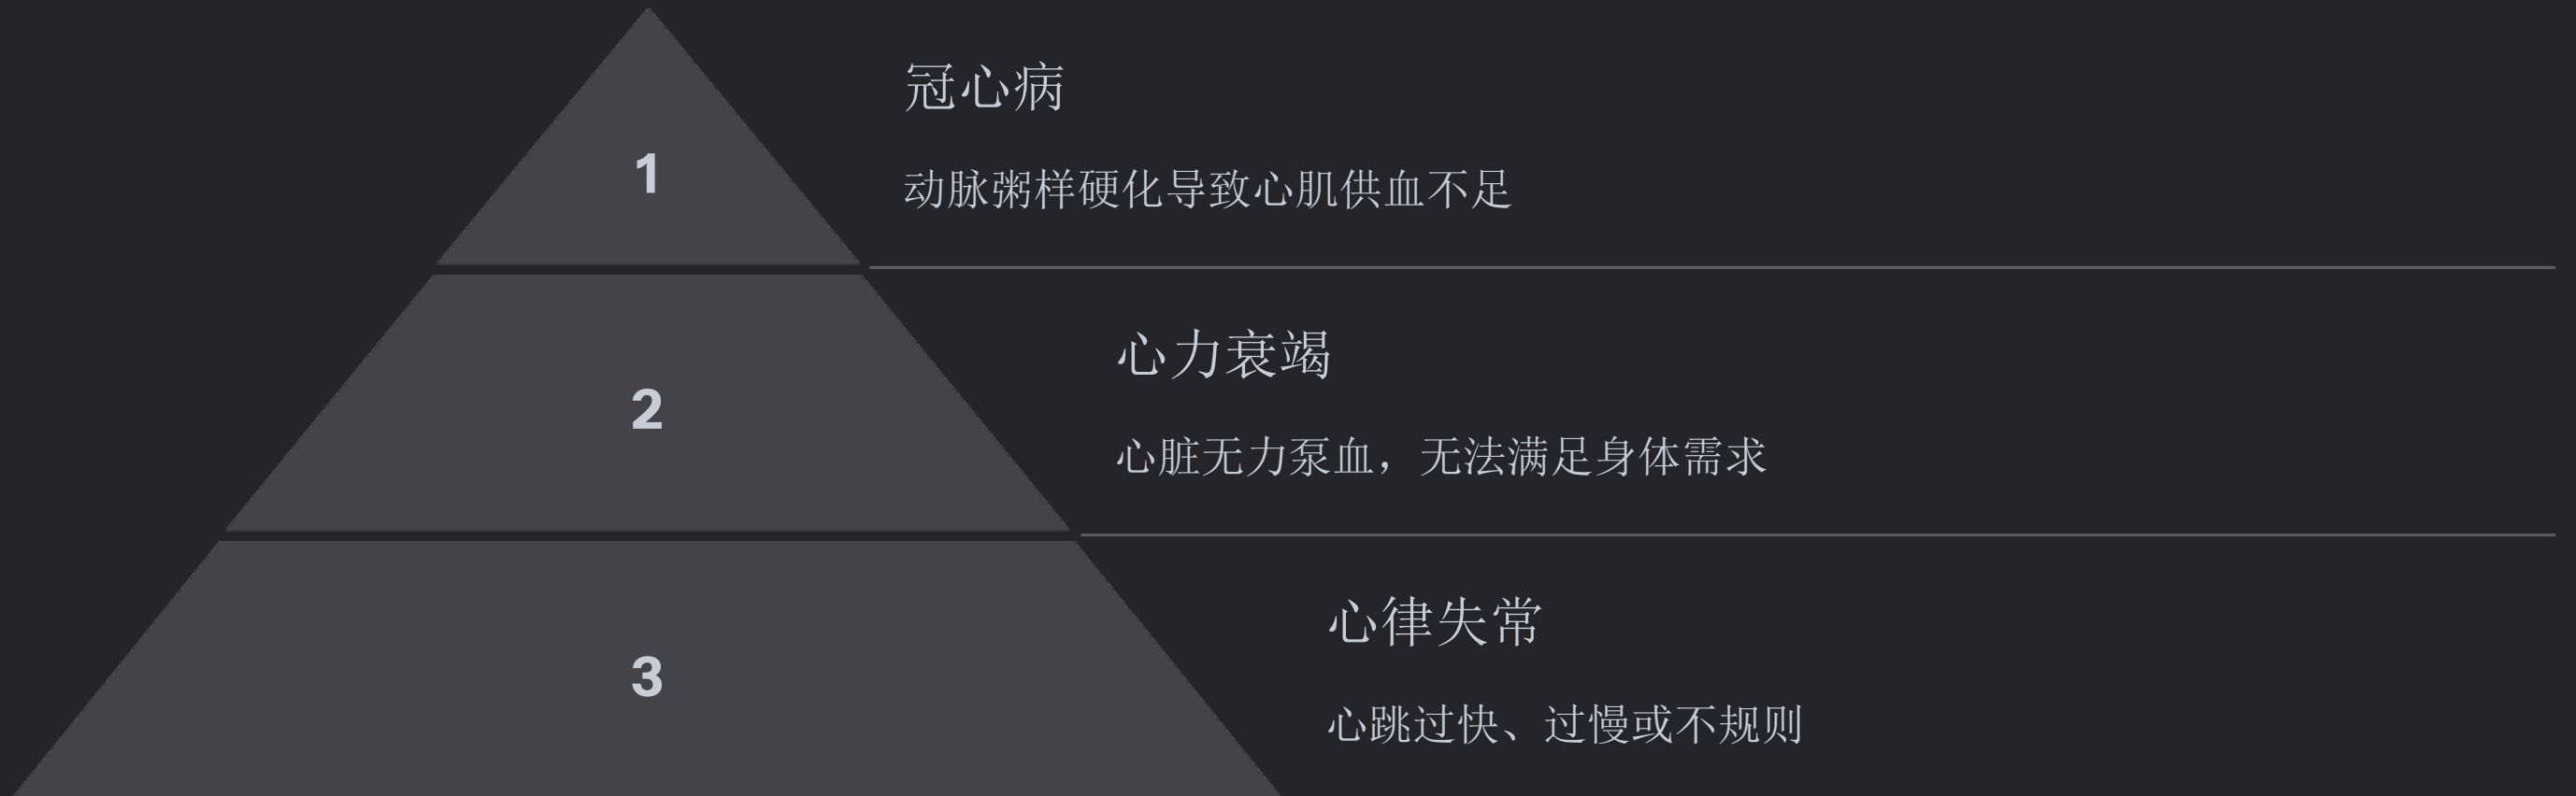 1
冠心病
动脉粥样硬化导致心肌供血不足
2
心力衰竭
心脏无力泵血，无法满足身体需求
3
心律失常
心跳过快、过慢或不规则